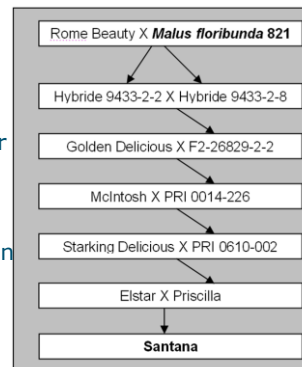 Rome Beauty X Malus floribunda 821
Hybride 9433-2-2 X Hybride 9433-2-8
Golden Delicious X F2-26829-2-2
McIntosh X PRI 0014-226
Starking Delicious X PRI 0610-002
Elstar X Priscilla
Santana